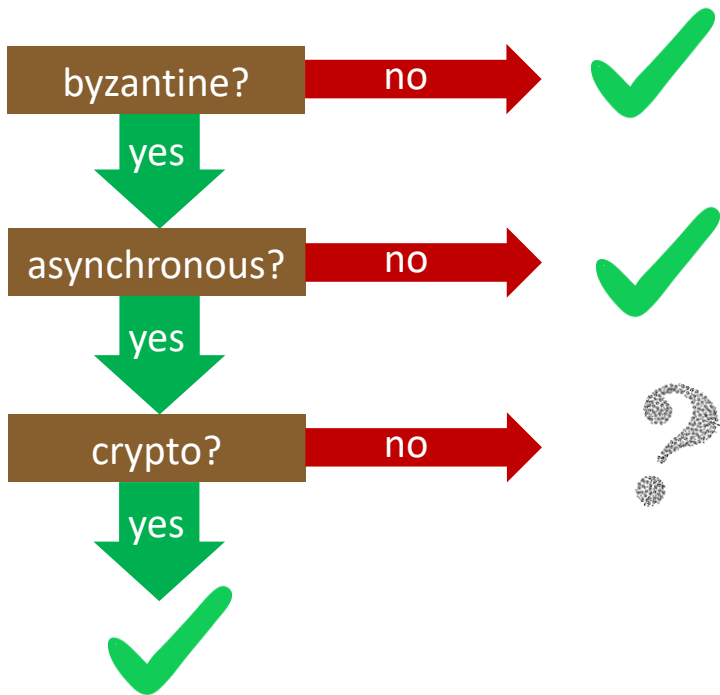 byzantine?
no
yes
asynchronous?
no
yes
crypto?
no
yes
?